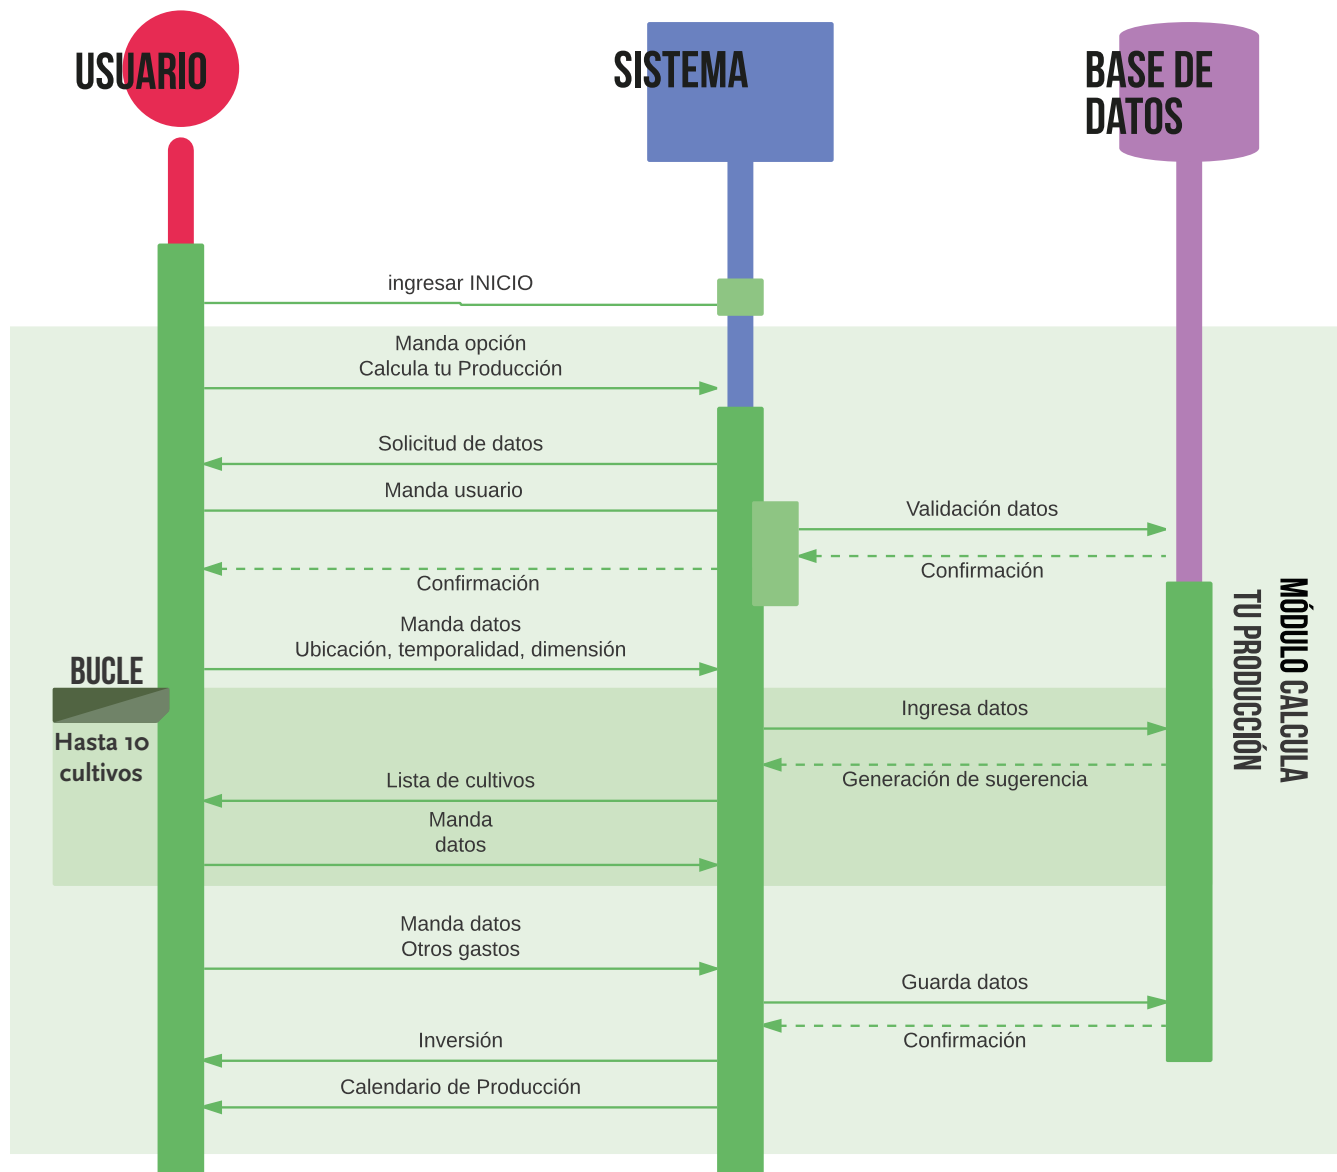 USUARIO
SISTEMA
BASE DE
DATOS
ingresar INICIO
Manda opción
Calcula tu Producción
Solicitud de datos
Manda usuario
Validación datos
Confirmación
Confirmación
Manda datos
Ubicación, temporalidad, dimensión
BUCLE
Hasta 10
cultivos
Ingresa datos
Generación de sugerencia
Lista de cultivos
Manda
datos
Manda datos
Otros gastos
Guarda datos
Confirmación
Inversión
Calendario de Producción
MÓDULO CALCULA
TU PRODUCCIÓN